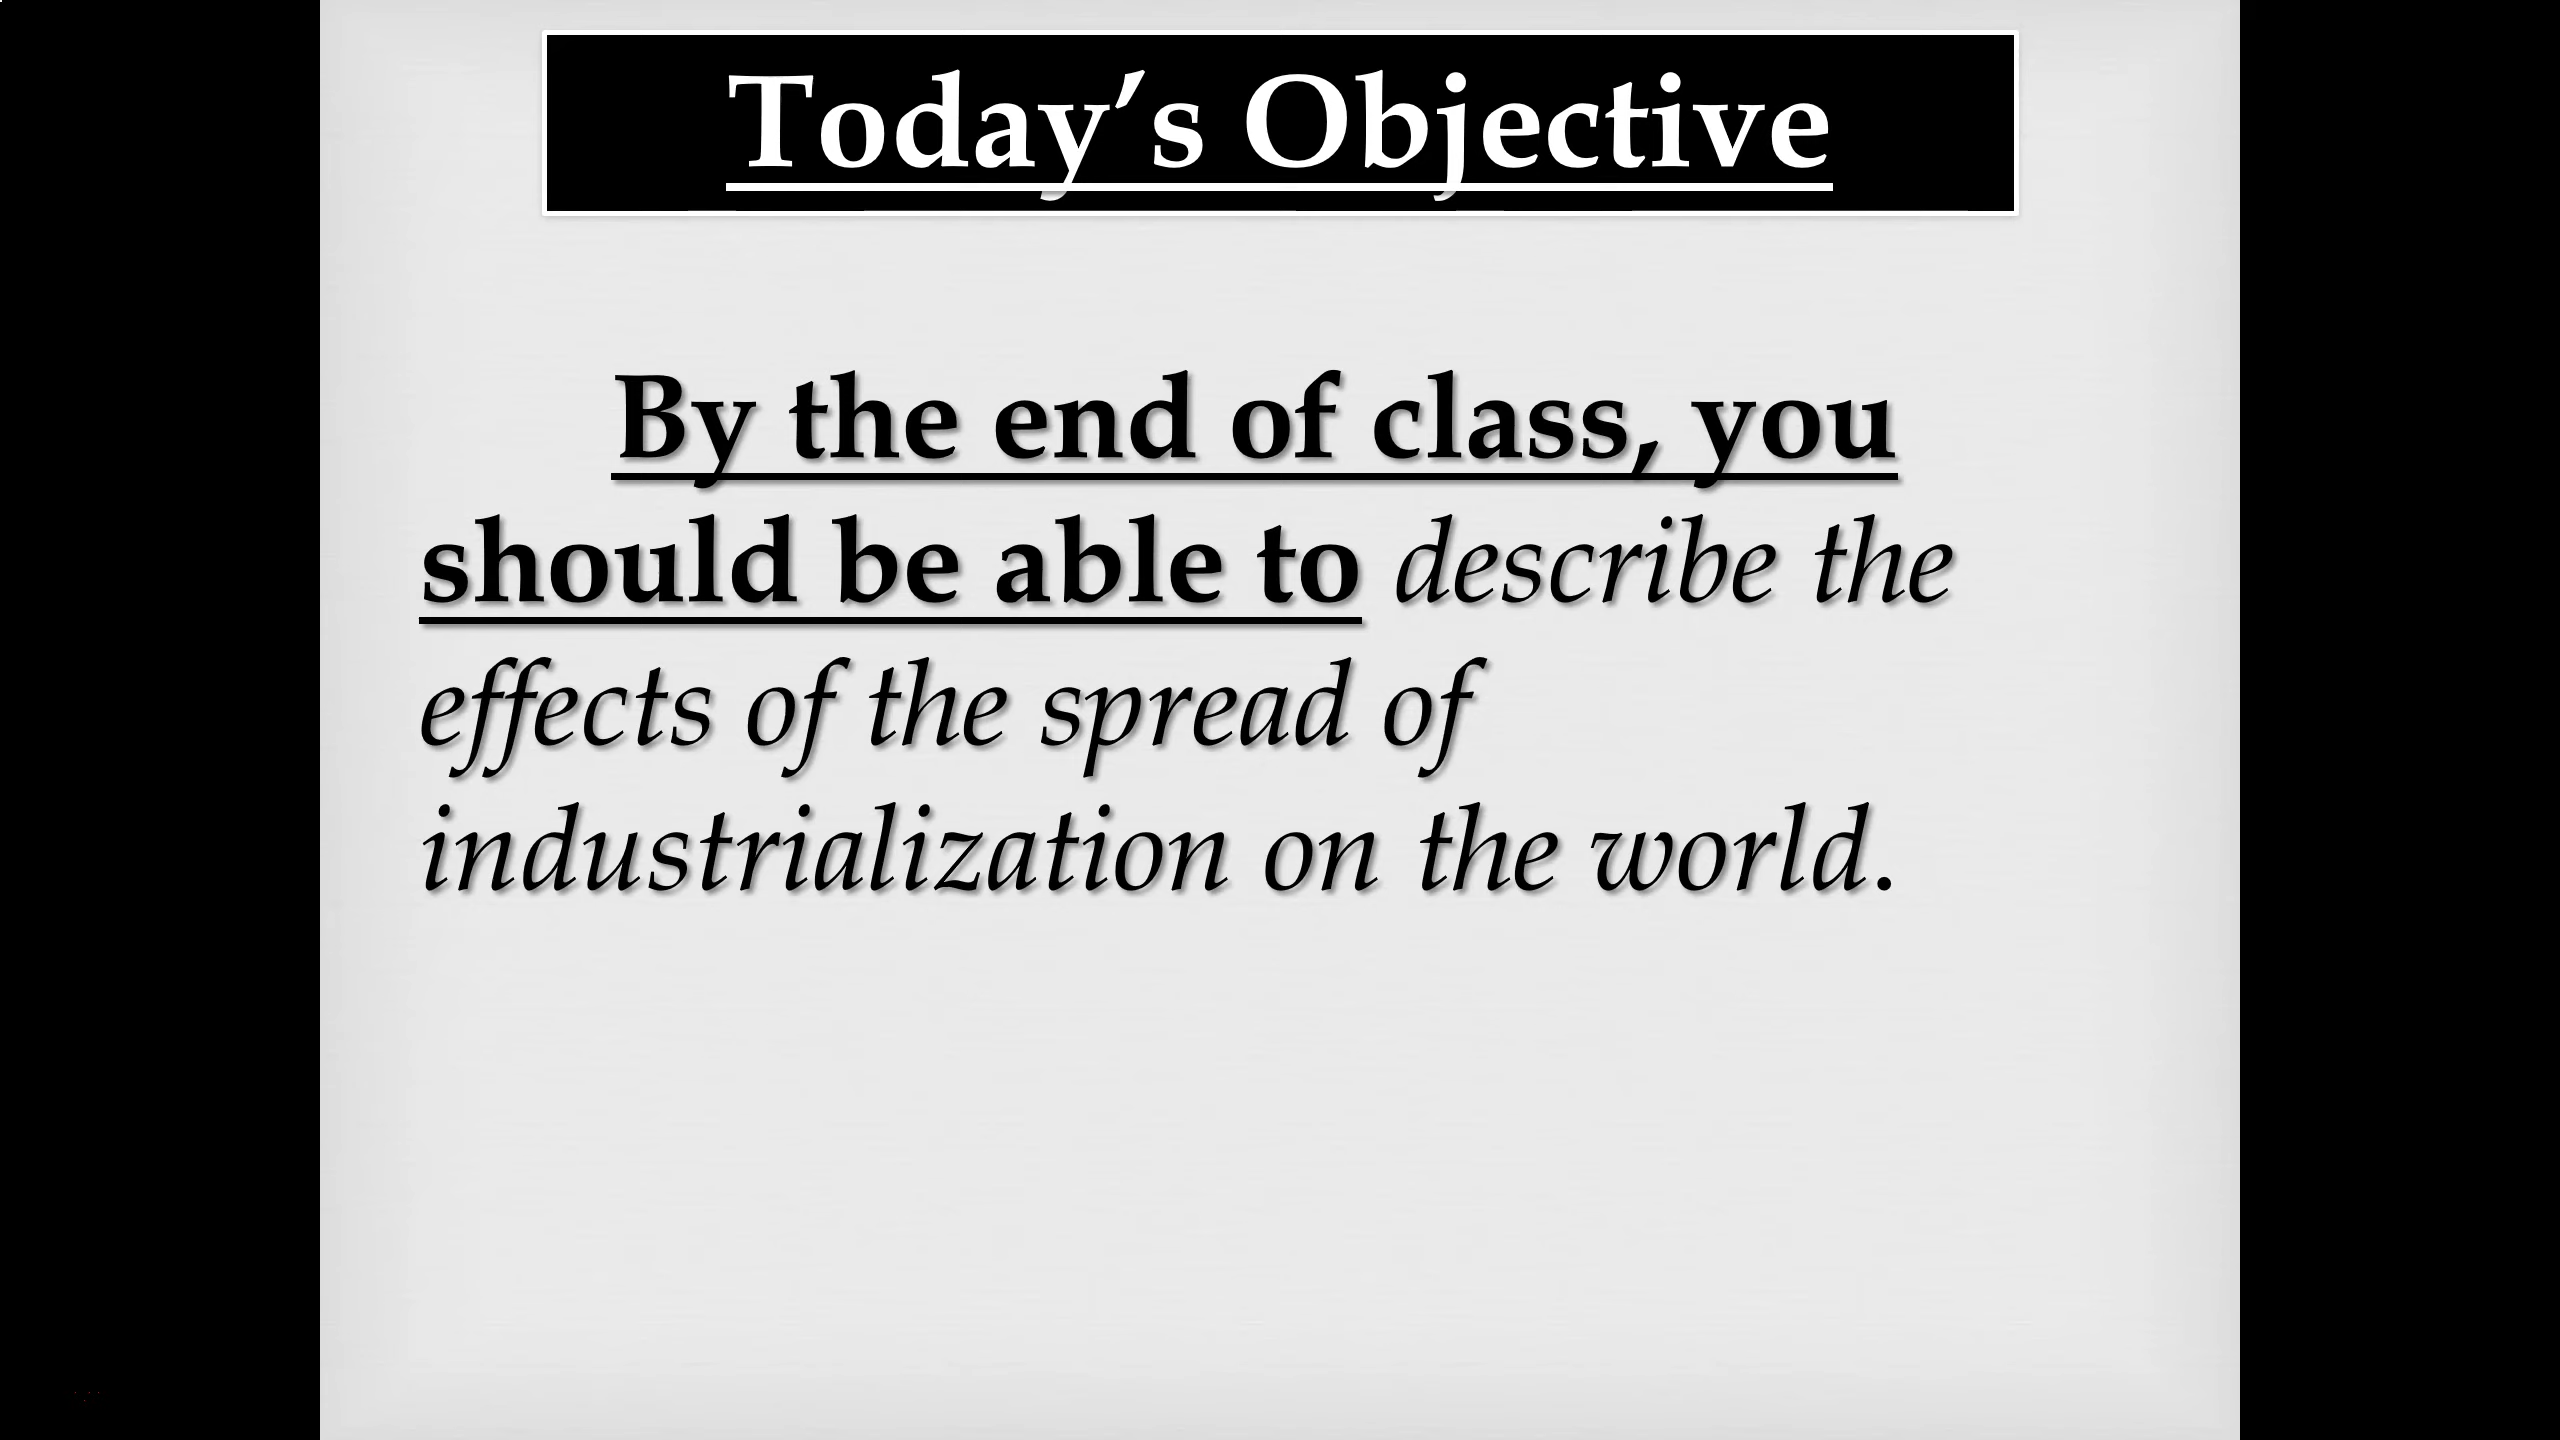 Today’s Objective
By the end of class, you
should be able to describe the
effects of the spread of
industrialization on the world.